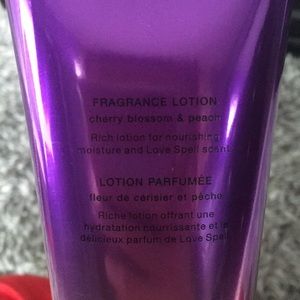 FRAGRANCE LOTION
cherry blossom & peach
Rich lotion for nourishing
moisture and Love Spell scent.
LOTION PARFUMÉE
fleur de cerisier et pêche
Riche lotion offrant une
hydratation nourrissante et le
délicieux parfum de Love Spell.